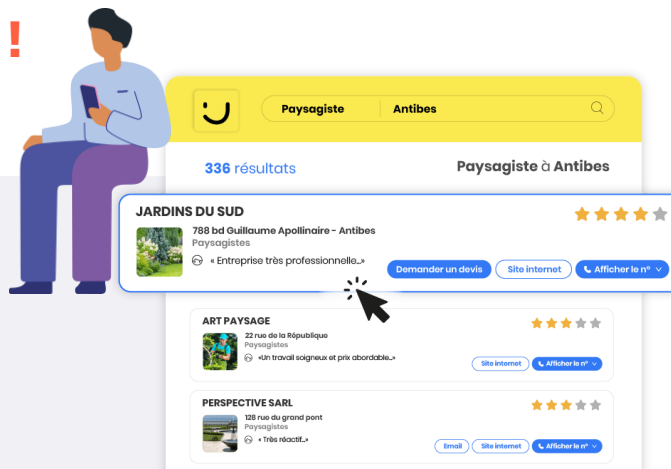 !
Paysagiste Antibes
336 résultats Paysagiste à Antibes
JARDINS DU SUD
788 bd Guillaume Apollinaire - Antibes
Paysagistes
« Entreprise très professionnelle...»
Demander un devis Site internet Afficher le n°
ART PAYSAGE
22 rue de la République
Paysagistes
«Un travail soigneux et prix abordable...»
Site internet Afficher le n°
PERSPECTIVE SARL
128 rue du grand pont
Paysagistes
« Très réactif...»
Email Site internet Afficher le n°